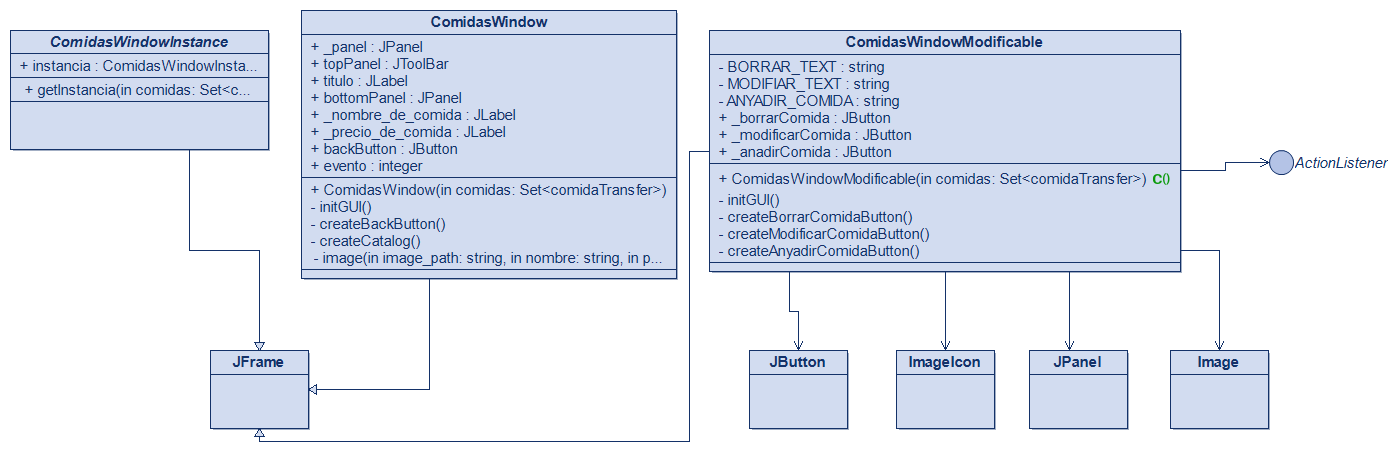 ComidasWindowInstance
+ instancia : ComidasWindowInsta...
+ getInstancia(in comidas: Set<c...
ComidasWindow
+ _panel : JPanel
+ topPanel : JToolBar
+ titulo : JLabel
+ bottomPanel : JPanel
+ _nombre_de_comida : JLabel
+ _precio_de_comida : JLabel
+ backButton : JButton
+ evento : integer
+ ComidasWindow(in comidas: Set<comidaTransfer>)
- initGUI()
- createBackButton()
- createCatalog()
- image(in image_path: string, in nombre: string, in p...
ComidasWindowModificable
- BORRAR_TEXT : string
- MODIFIAR_TEXT : string
- ANYADIR_COMIDA : string
+ _borrarComida : JButton
+ _modificarComida : JButton
+ _anadirComida : JButton
+ ComidasWindowModificable(in comidas: Set<comidaTransfer>) C()
- initGUI()
- createBorrarComidaButton()
- createModificarComidaButton()
- createAnyadirComidaButton()
ActionListener
JFrame
JButton
ImageIcon
JPanel
Image